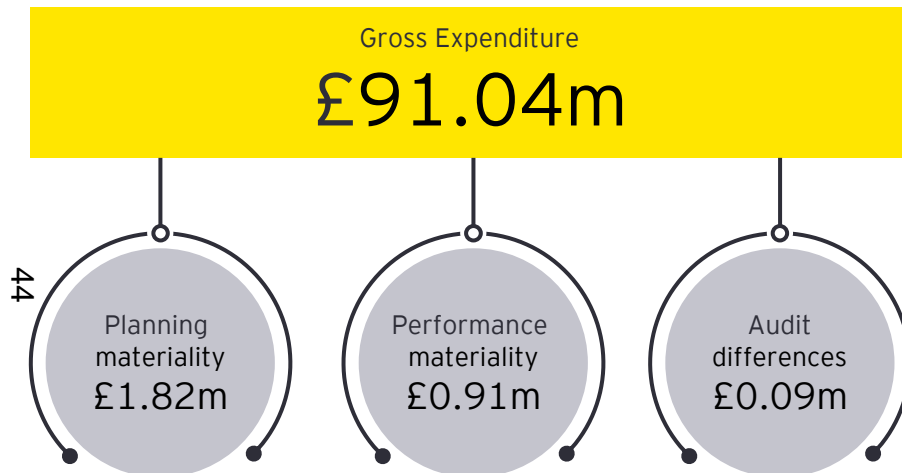 Gross Expenditure
£91.04m
44
Planning
materiality
£1.82m
Performance
materiality
£0.91m
Audit
differences
£0.09m